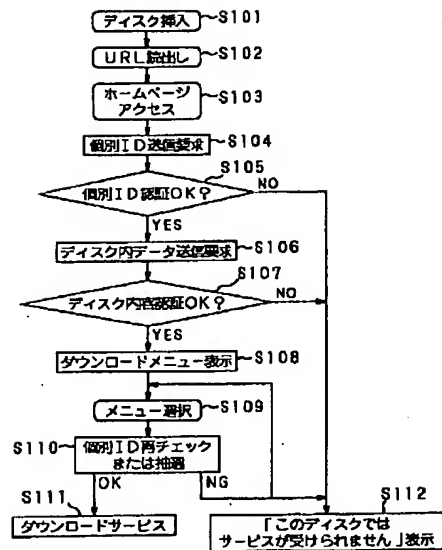 ディスク挿入 S101
URL読出し S102
ホームページ
アクセス S103
個別ID送信要求 S104
S105
個別ID認証OK? NO
YES
ディスク内データ送信要求 S106
S107
ディスク内容認証OK? NO
YES
ダウンロードメニュー表示 S108
メニュー選択 S109
S110 個別ID再チェック
または抽選
OK NG
S111
ダウンロードサービス
S112
「このディスクでは
サービスが受けられません」表示